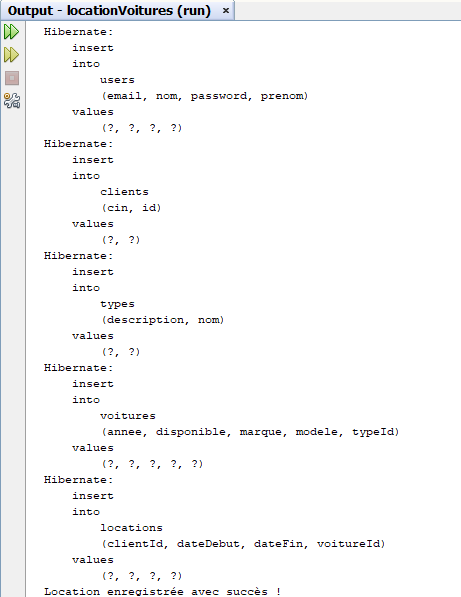 Output - locationVoitures (run) ×
Hibernate:
insert
into
users
(email, nom, password, prenom)
values
(?, ?, ?, ?)
Hibernate:
insert
into
clients
(cin, id)
values
(?, ?)
Hibernate:
insert
into
types
(description, nom)
values
(?, ?)
Hibernate:
insert
into
voitures
(annee, disponible, marque, modele, typeId)
values
(?, ?, ?, ?, ?)
Hibernate:
insert
into
locations
(clientId, dateDebut, dateFin, voitureId)
values
(?, ?, ?, ?)
Location enregistrée avec succès !